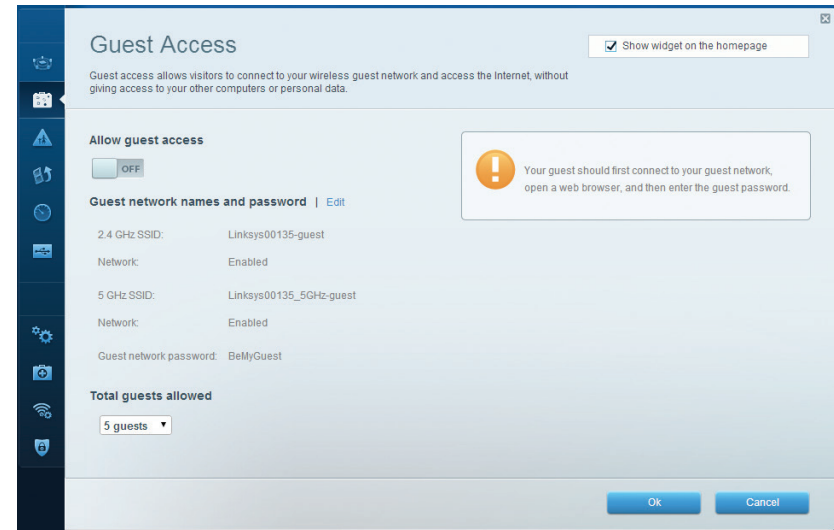 Guest Access
Show widget on the homepage
Guest access allows visitors to connect to your wireless guest network and access the Internet, without
giving access to your other computers or personal data.
Allow guest access
OFF
Your guest should first connect to your guest network,
open a web browser, and then enter the guest password.
Guest network names and password | Edit
2.4 GHz SSID: Linksys00135-guest
Network: Enabled
5 GHz SSID: Linksys00135_5GHz-guest
Network: Enabled
Guest network password: BeMyGuest
Total guests allowed
5 guests
Ok Cancel